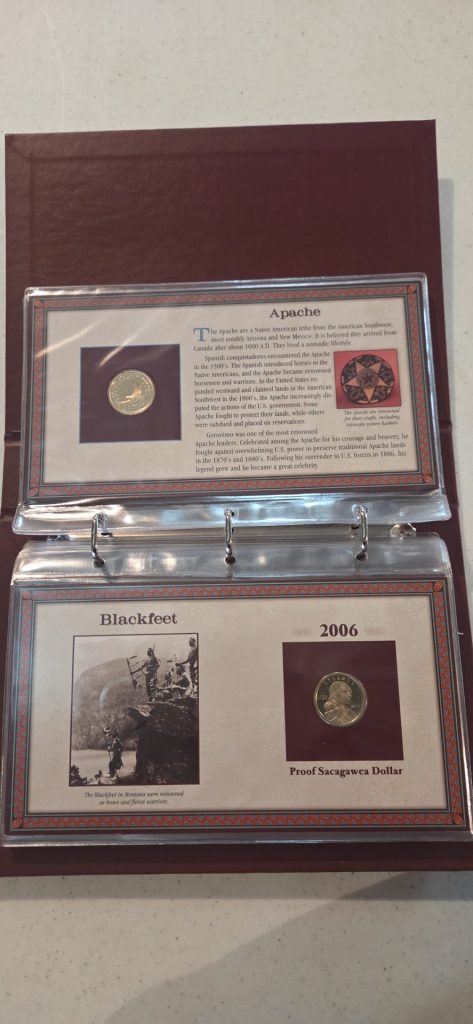 Apache
The Apache are a Native American tribe from the American Southwest,
most notably Arizona and New Mexico. It is believed they arrived from
Canada after about 1000 A.D. They lived a nomadic lifestyle.
Spanish conquistadores encountered the Apache
in the 1500's. The Spanish introduced horses to the
Native Americans, and the Apache became renowned
horsemen and warriors. As the United States ex-
panded westward and claimed lands in the American
Southwest in the 1800's, the Apache increasingly dis-
puted the actions of the U.S. government. Some
Apache fought to protect their lands, while others
were subdued and placed on reservations.
The Apache are renowned
for their crafts, including
intricate woven baskets.
Geronimo was one of the most renowned
Apache leaders. Celebrated among the Apache for his courage and bravery, he
fought against overwhelming U.S. power to preserve traditional Apache lands
in the 1870's and 1880's. Following his surrender to U.S. forces in 1886, his
legend grew and he became a great celebrity.
Blackfeet
The Blackfeet in Montana were renowned
as brave and fierce warriors.
2006
LIBERTY
Proof Sacagawea Dollar